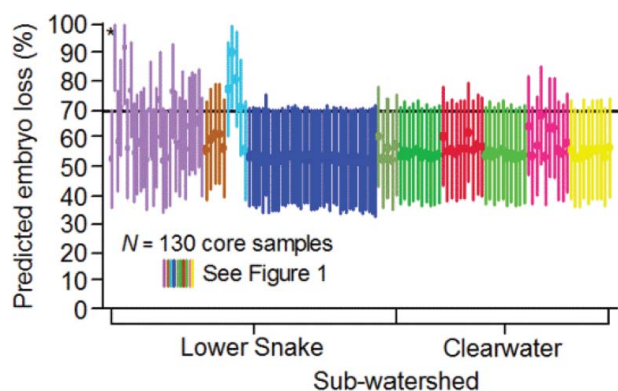 Predicted embryo loss (%)
100
90
80
70
60
50
40
30
20
10
0
*
N = 130 core samples
See Figure 1
Lower Snake
Clearwater
Sub-watershed